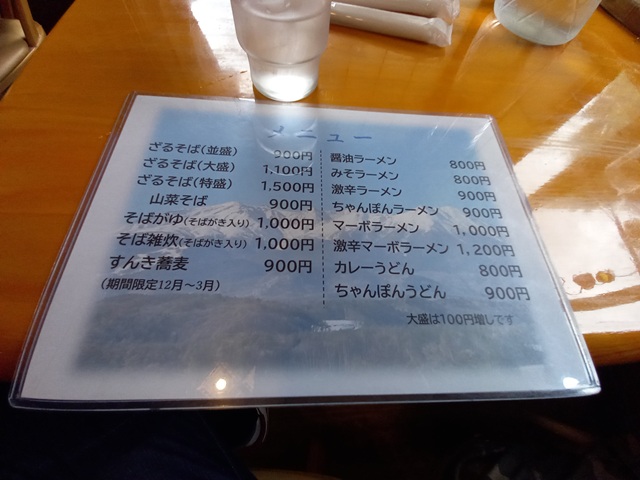 メニュー
ざるそば(並盛) 900円
ざるそば(大盛) 1,100円
ざるそば(特盛) 1,500円
山菜そば 900円
そばがゆ(そばがき入り) 1,000円
そば雑炊(そばがき入り) 1,000円
すんき蕎麦 900円
(期間限定12月～3月)
醤油ラーメン 800円
みそラーメン 800円
激辛ラーメン 900円
ちゃんぽんラーメン 900円
マーボラーメン 1,000円
激辛マーボラーメン 1,200円
カレーうどん 800円
ちゃんぽんうどん 900円
大盛は100円増しです